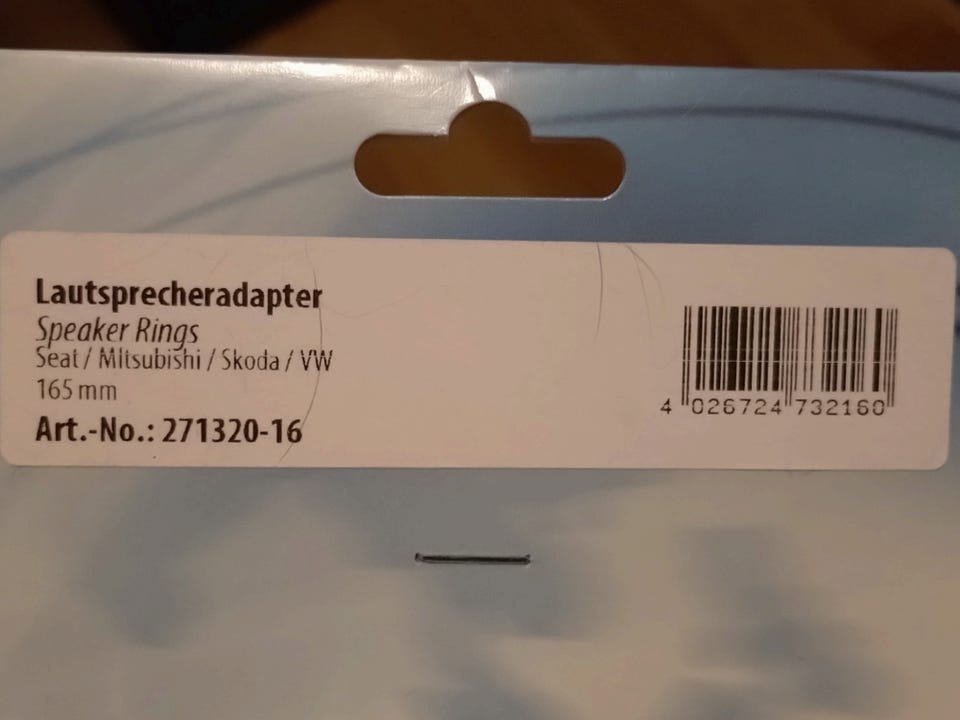 Lautsprecheradapter
Speaker Rings
Seat / Mitsubishi / Skoda / VW
165 mm
Art.-No.: 271320-16
4 026724 732160